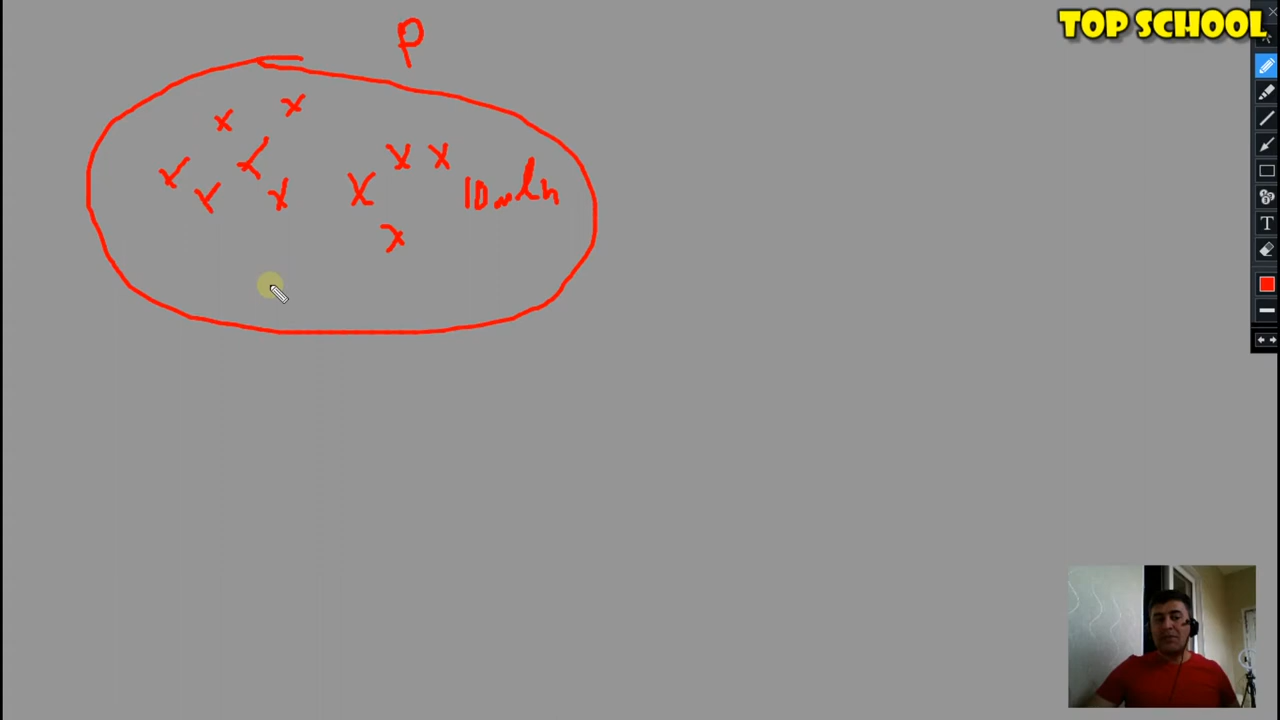 TOP SCHOOL
P
x x
x x x x x x
x x
10 mln
T